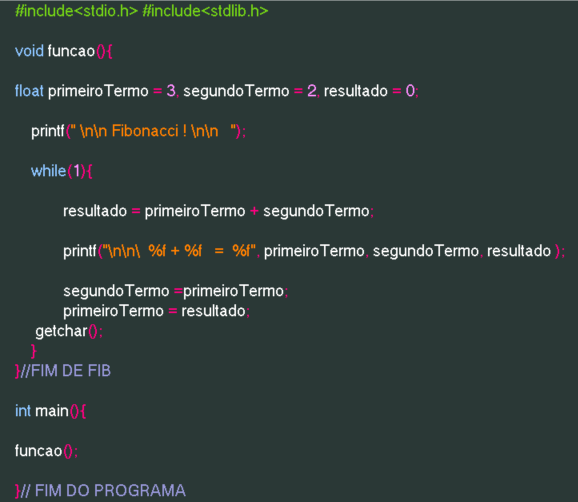 #include<stdio.h> #include<stdlib.h>
void funcao(){
float primeiroTermo = 3, segundoTermo = 2, resultado = 0;
printf(" \n\n Fibonacci ! \n\n   ");
while(1){
resultado = primeiroTermo + segundoTermo;
printf("\n\n\  %f + %f   =  %f", primeiroTermo, segundoTermo, resultado );
segundoTermo =primeiroTermo;
primeiroTermo = resultado;
getchar();
}
}//FIM DE FIB
int main(){
funcao();
}// FIM DO PROGRAMA